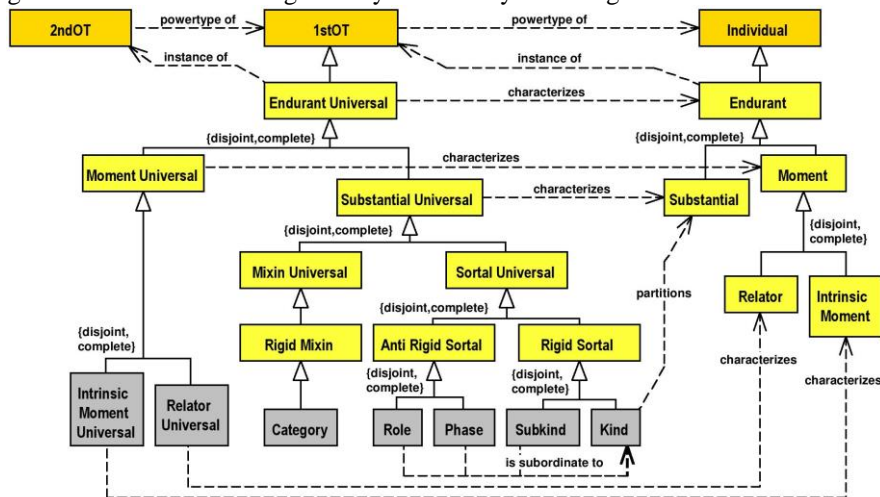 powertype of
powertype of
2ndOT
1stOT
Individual
instance of
instance of
Endurant Universal
characterizes
Endurant
{disjoint,complete}
{disjoint,complete}
characterizes
Moment Universal
Moment
Substantial Universal
characterizes
Substantial
{disjoint,complete}
{disjoint,
complete}
Mixin Universal
Sortal Universal
partitions
Relator
Intrinsic
Moment
{disjoint,complete}
{disjoint,
complete}
Rigid Mixin
Anti Rigid Sortal
Rigid Sortal
characterizes
{disjoint,
complete}
{disjoint,
complete}
characterizes
Intrinsic
Moment
Universal
Relator
Universal
Category
Role
Phase
Subkind
Kind
is subordinate to